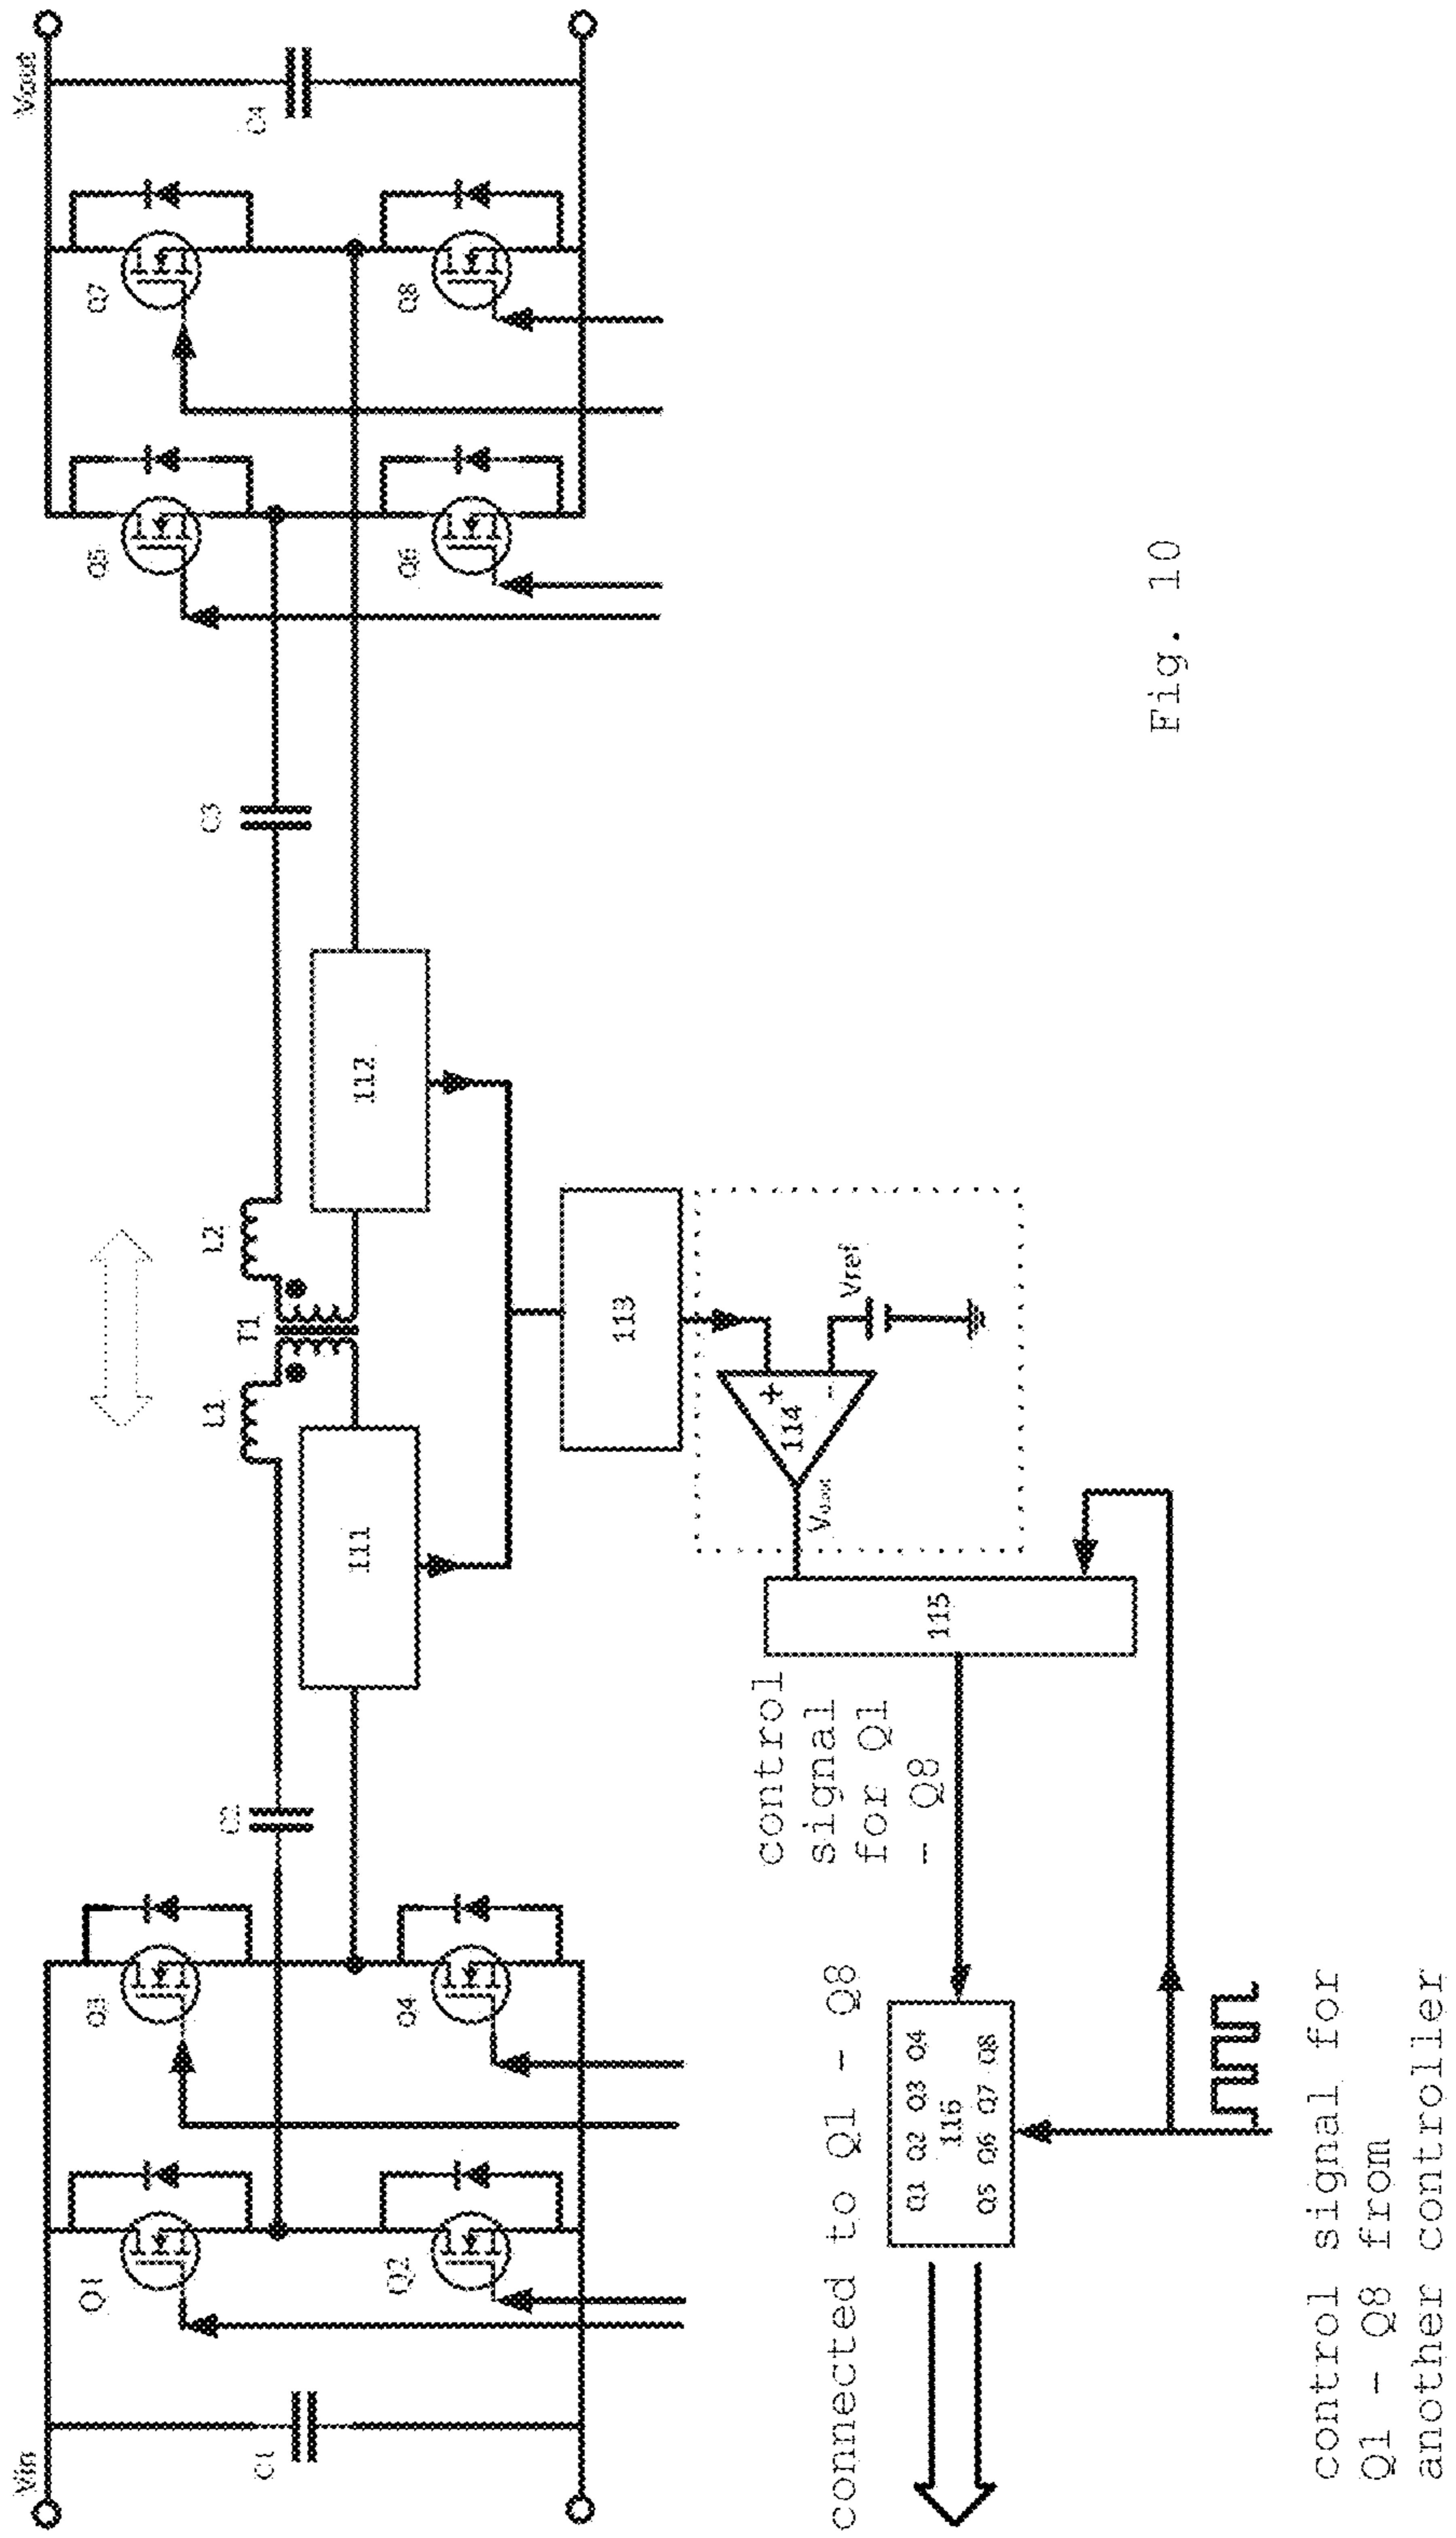 Vin
Vout
C1
Q1
Q2
Q3
Q4
C2
L1
T1
L2
111
112
C3
Q5
Q6
Q7
Q8
C4
113
114
+
-
Vref
Vout
115
control
signal
for Q1
- Q8
connected to Q1 - Q8
Q1 Q2 Q3 Q4
116
Q5 Q6 Q7 Q8
control signal for
Q1 - Q8 from
another controller
Fig. 10